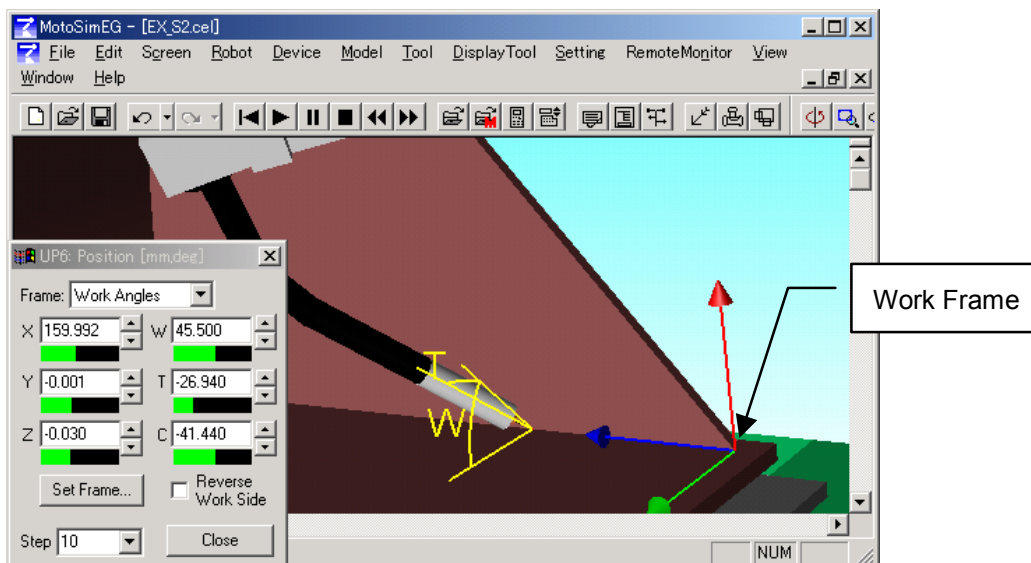 MotoSimEG - [EX_S2.cel]
File Edit Screen Robot Device Model Tool DisplayTool Setting RemoteMonitor View
Window Help
UP6: Position [mm,deg]
Frame: Work Angles
X 159.992 W 45.500
Y -0.001 T -26.940
Z -0.030 C -41.440
Set Frame... Reverse Work Side
Step 10 Close
T
W
Work Frame
NUM